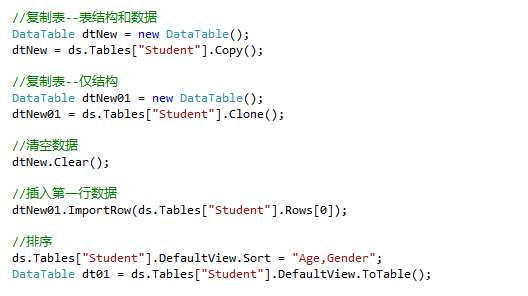 //复制表--表结构和数据
DataTable dtNew = new DataTable();
dtNew = ds.Tables["Student"].Copy();
//复制表--仅结构
DataTable dtNew01 = new DataTable();
dtNew01 = ds.Tables["Student"].Clone();
//清空数据
dtNew.Clear();
//插入第一行数据
dtNew01.ImportRow(ds.Tables["Student"].Rows[0]);
//排序
ds.Tables["Student"].DefaultView.Sort = "Age,Gender";
DataTable dt01 = ds.Tables["Student"].DefaultView.ToTable();